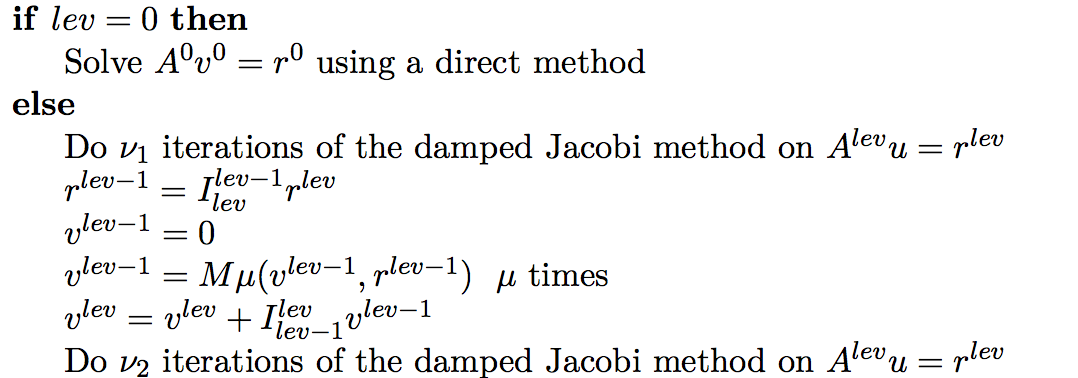 if lev = 0 then
Solve A⁰v⁰ = r⁰ using a direct method
else
Do ν₁ iterations of the damped Jacobi method on A^{lev}u = r^{lev}
r^{lev−1} = I_{lev}^{lev−1}r^{lev}
v^{lev−1} = 0
v^{lev−1} = Mμ(v^{lev−1}, r^{lev−1}) μ times
v^{lev} = v^{lev} + I_{lev−1}^{lev}v^{lev−1}
Do ν₂ iterations of the damped Jacobi method on A^{lev}u = r^{lev}